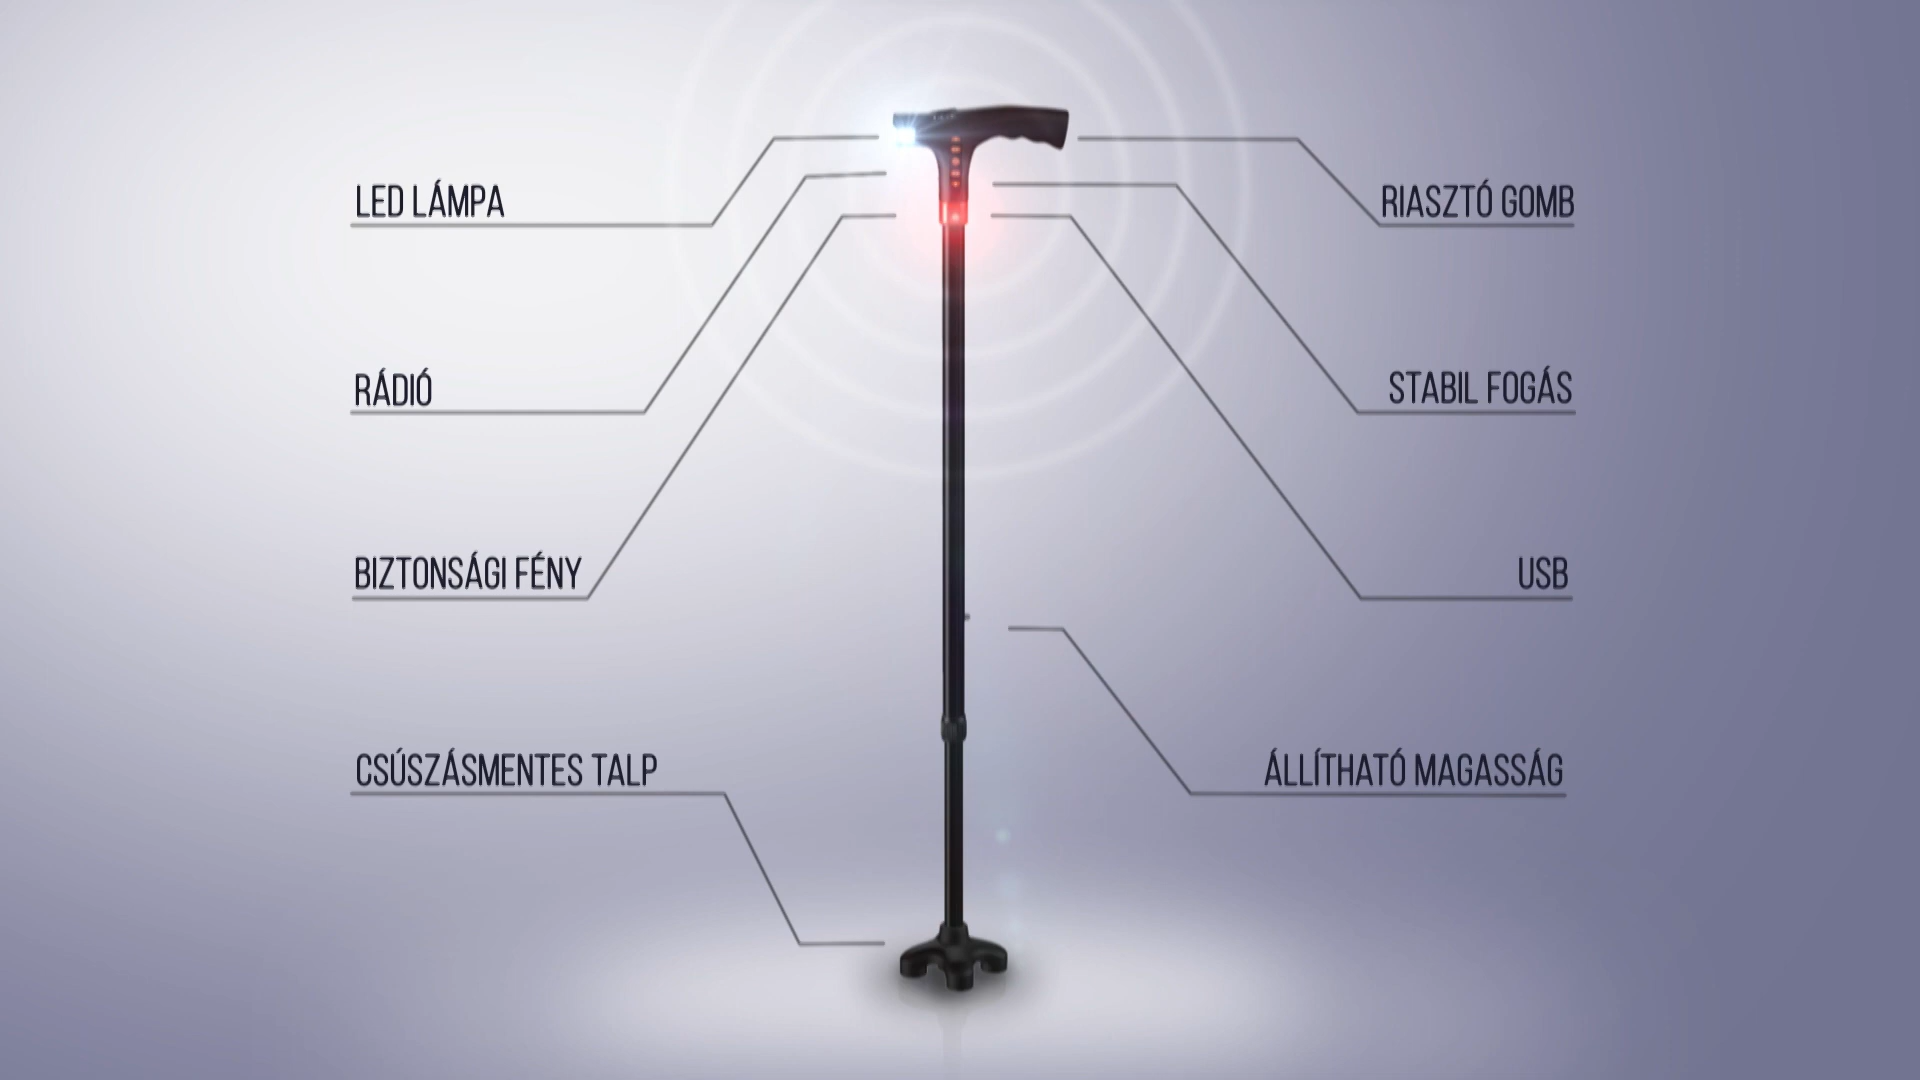 LED LÁMPA
RIASZTÓ GOMB
RÁDIÓ
STABIL FOGÁS
BIZTONSÁGI FÉNY
USB
CSÚSZÁSMENTES TALP
ÁLLÍTHATÓ MAGASSÁG